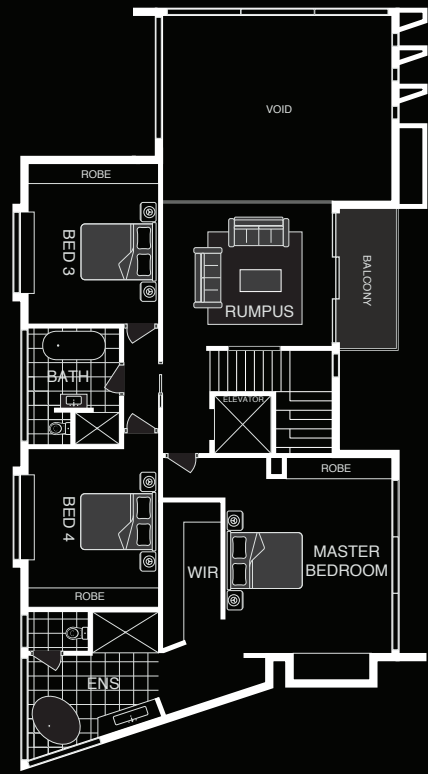 VOID
ROBE
BED 3
BALCONY
RUMPUS
BATH
ELEVATOR
ROBE
BED 4
MASTER
BEDROOM
WIR
ROBE
ENS